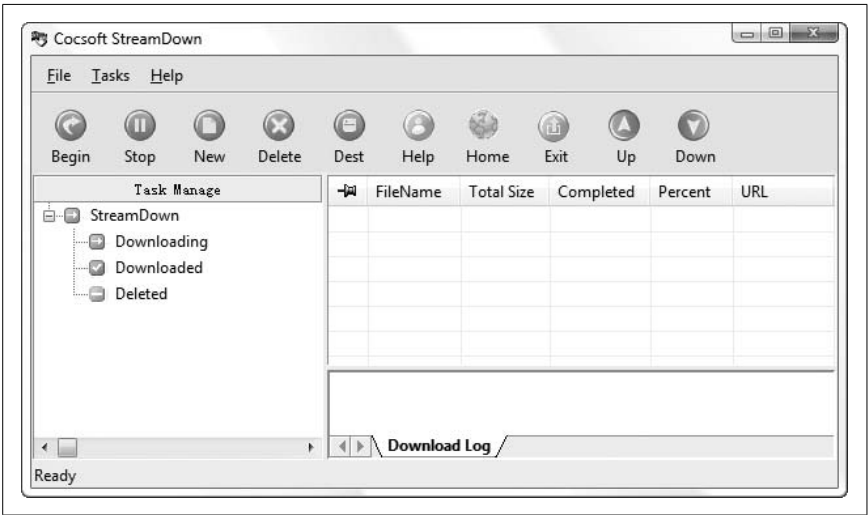 Cocsoft StreamDown
File Tasks Help
Begin Stop New Delete Dest Help Home Exit Up Down
Task Manage
FileName Total Size Completed Percent URL
StreamDown
Downloading
Downloaded
Deleted
Download Log
Ready